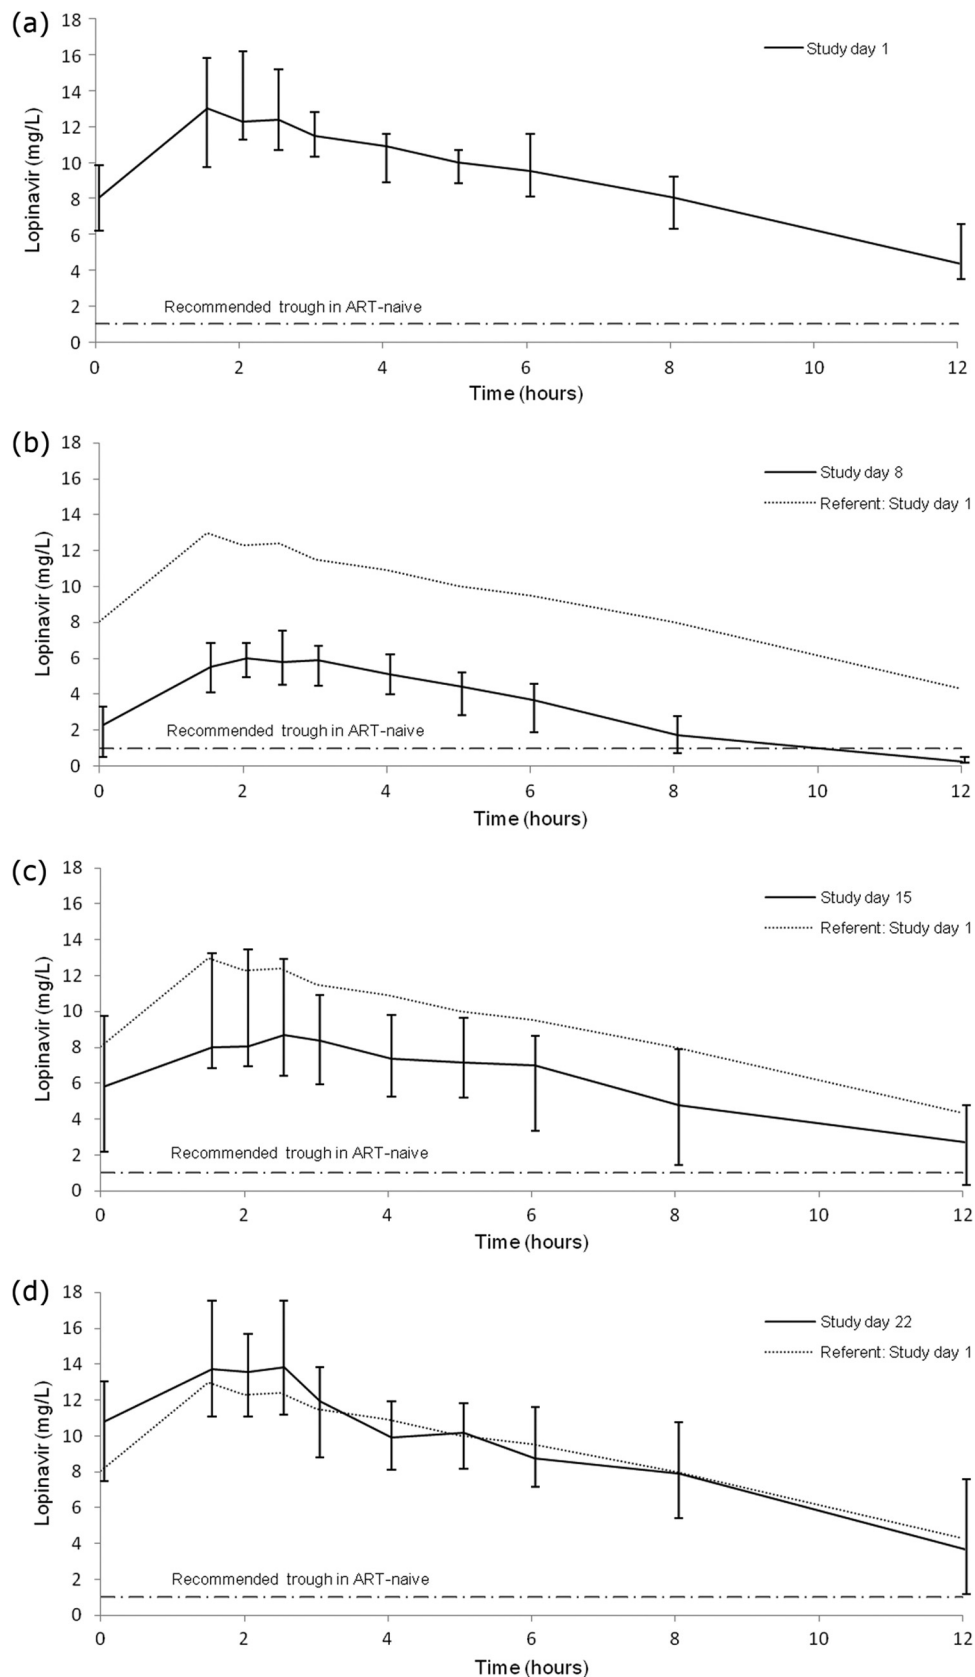 (a)
18
16
14
12
10
8
6
4
2
0
Lopinavir (mg/L)
Study day 1
Recommended trough in ART-naive
0 2 4 6 8 10 12
Time (hours)
(b)
18
16
14
12
10
8
6
4
2
0
Lopinavir (mg/L)
Study day 8
Referent: Study day 1
Recommended trough in ART-naive
0 2 4 6 8 10 12
Time (hours)
(c)
18
16
14
12
10
8
6
4
2
0
Lopinavir (mg/L)
Study day 15
Referent: Study day 1
Recommended trough in ART-naive
0 2 4 6 8 10 12
Time (hours)
(d)
18
16
14
12
10
8
6
4
2
0
Lopinavir (mg/L)
Study day 22
Referent: Study day 1
Recommended trough in ART-naive
0 2 4 6 8 10 12
Time (hours)